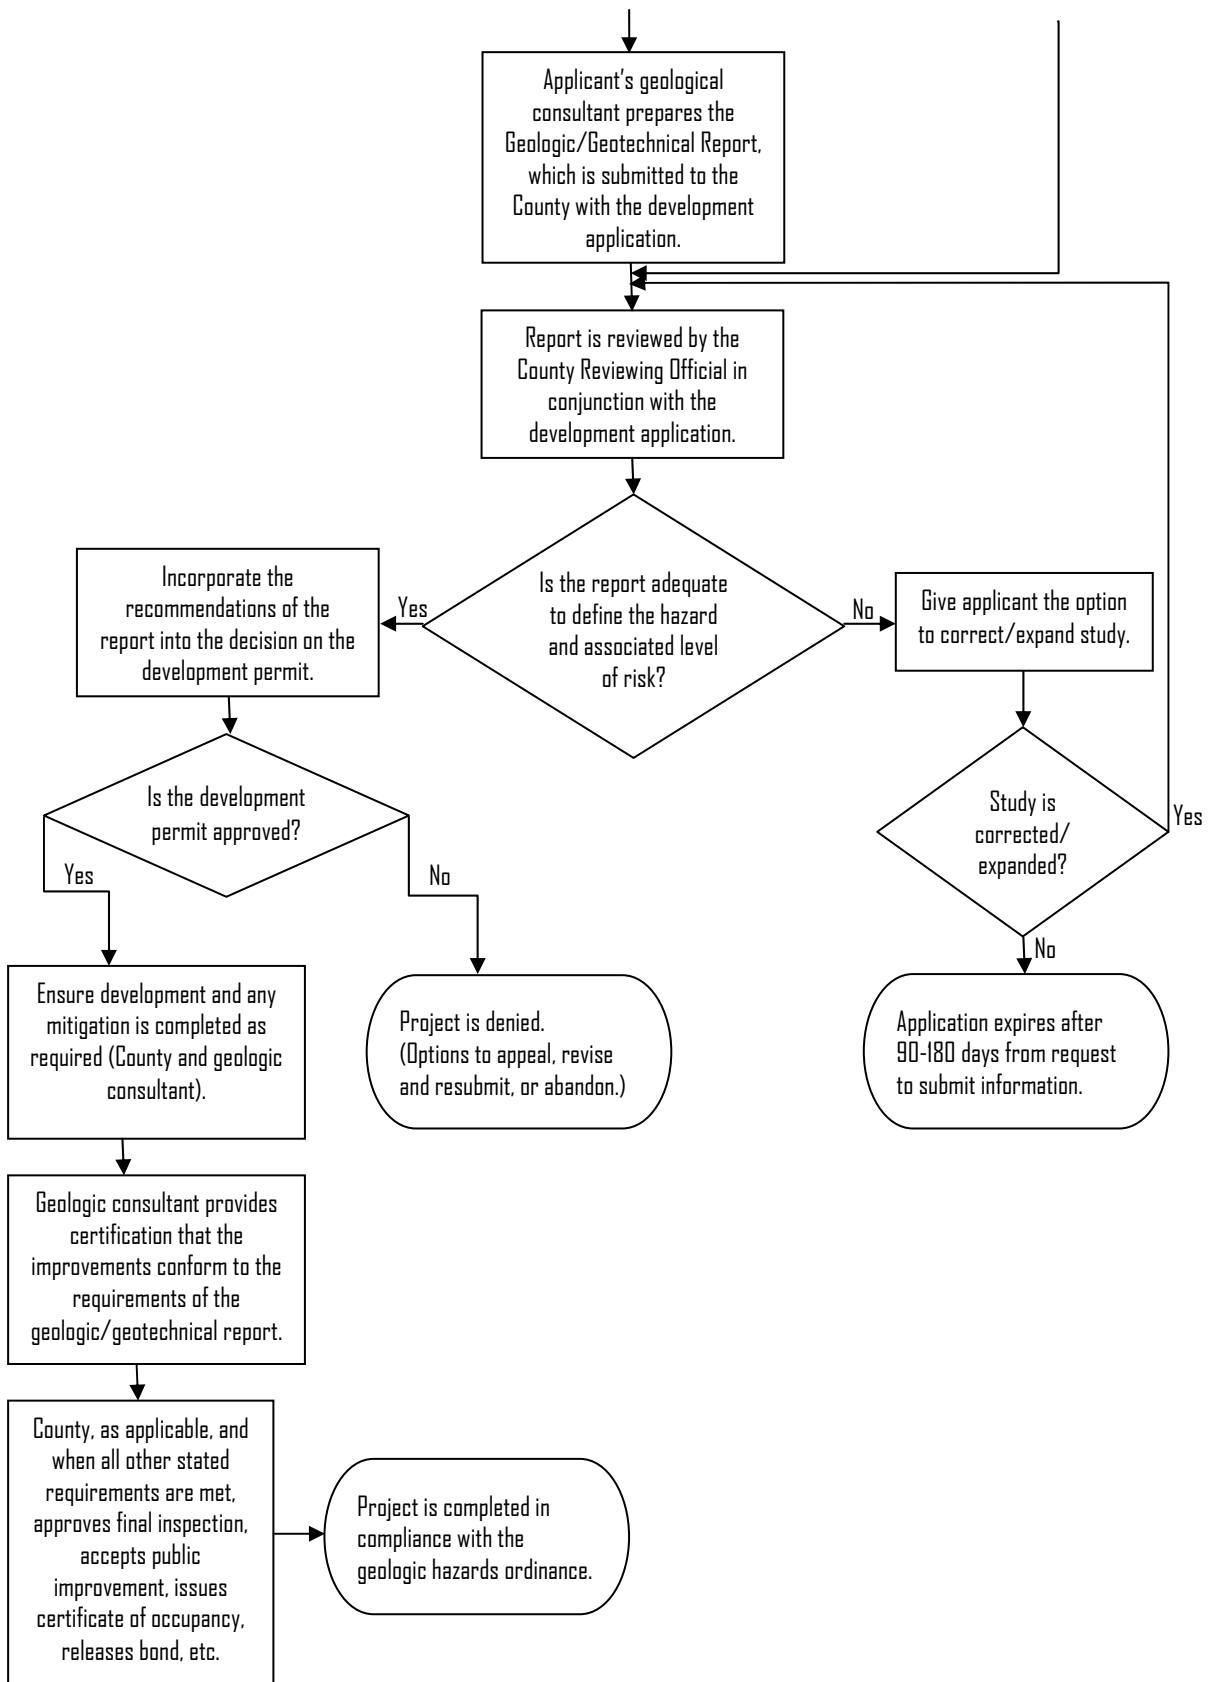 Applicant's geological
consultant prepares the
Geologic/Geotechnical Report,
which is submitted to the
County with the development
application.
Report is reviewed by the
County Reviewing Official in
conjunction with the
development application.
Is the report adequate
to define the hazard
and associated level
of risk?
Yes
No
Incorporate the
recommendations of the
report into the decision on the
development permit.
Give applicant the option
to correct/expand study.
Is the development
permit approved?
Yes
No
Study is
corrected/
expanded?
Yes
No
Ensure development and any
mitigation is completed as
required (County and geologic
consultant).
Project is denied.
(Options to appeal, revise
and resubmit, or abandon.)
Application expires after
90-180 days from request
to submit information.
Geologic consultant provides
certification that the
improvements conform to the
requirements of the
geologic/geotechnical report.
County, as applicable, and
when all other stated
requirements are met,
approves final inspection,
accepts public
improvement, issues
certificate of occupancy,
releases bond, etc.
Project is completed in
compliance with the
geologic hazards ordinance.